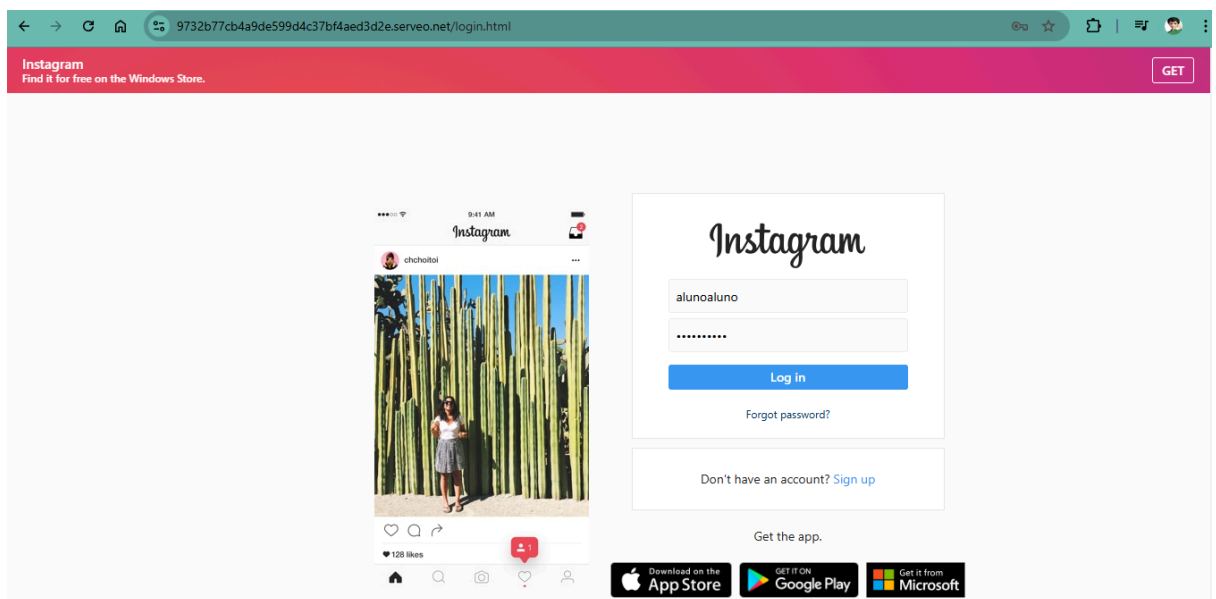 9732b77cb4a9de599d4c37bf4aed3d2e.serveo.net/login.html
Instagram
Find it for free on the Windows Store.
GET
9:41 AM
Instagram
2
chchoitoi
128 likes
1
Instagram
alunoaluno
••••••••••
Log in
Forgot password?
Don't have an account? Sign up
Get the app.
Download on the
App Store
GET IT ON
Google Play
Get it from
Microsoft